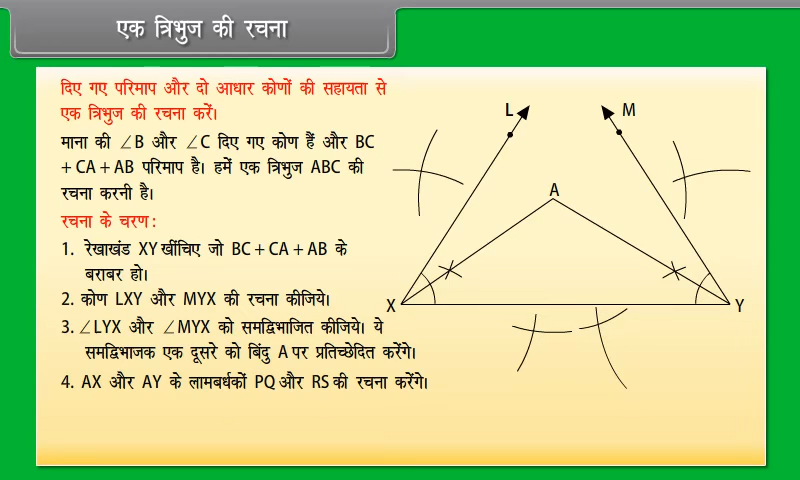 एक त्रिभुज की रचना
दिए गए परिमाप और दो आधार कोणों की सहायता से
एक त्रिभुज की रचना करें।
माना की ∠B और ∠C दिए गए कोण हैं और BC
+ CA + AB परिमाप है। हमें एक त्रिभुज ABC की
रचना करनी है।
रचना के चरण:
1. रेखाखंड XY खींचिए जो BC + CA + AB के
बराबर हो।
2. कोण LXY और MYX की रचना कीजिये।
3. ∠LYX और ∠MYX को समद्विभाजित कीजिये। ये
समद्विभाजक एक दूसरे को बिंदु A पर प्रतिच्छेदित करेंगे।
4. AX और AY के लामबर्धकों PQ और RS की रचना करेंगे।
L
M
A
X
Y